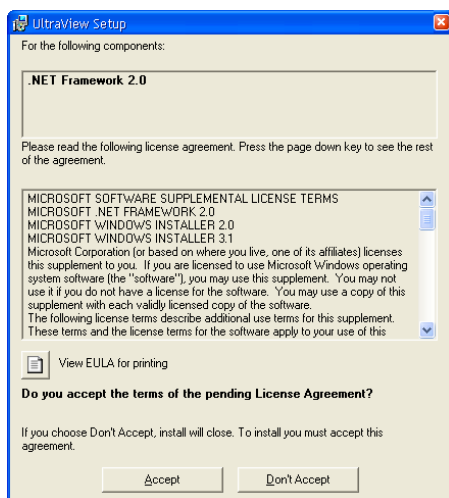 UltraView Setup
For the following components:
.NET Framework 2.0
Please read the following license agreement. Press the page down key to see the rest
of the agreement.
MICROSOFT SOFTWARE SUPPLEMENTAL LICENSE TERMS
MICROSOFT .NET FRAMEWORK 2.0
MICROSOFT WINDOWS INSTALLER 2.0
MICROSOFT WINDOWS INSTALLER 3.1
Microsoft Corporation (or based on where you live, one of its affiliates) licenses
this supplement to you. If you are licensed to use Microsoft Windows operating
system software (the "software"), you may use this supplement. You may not
use it if you do not have a license for the software. You may use a copy of this
supplement with each validly licensed copy of the software.
The following license terms describe additional use terms for this supplement.
These terms and the license terms for the software apply to your use of this
View EULA for printing
Do you accept the terms of the pending License Agreement?
If you choose Don't Accept, install will close. To install you must accept this
agreement.
Accept
Don't Accept